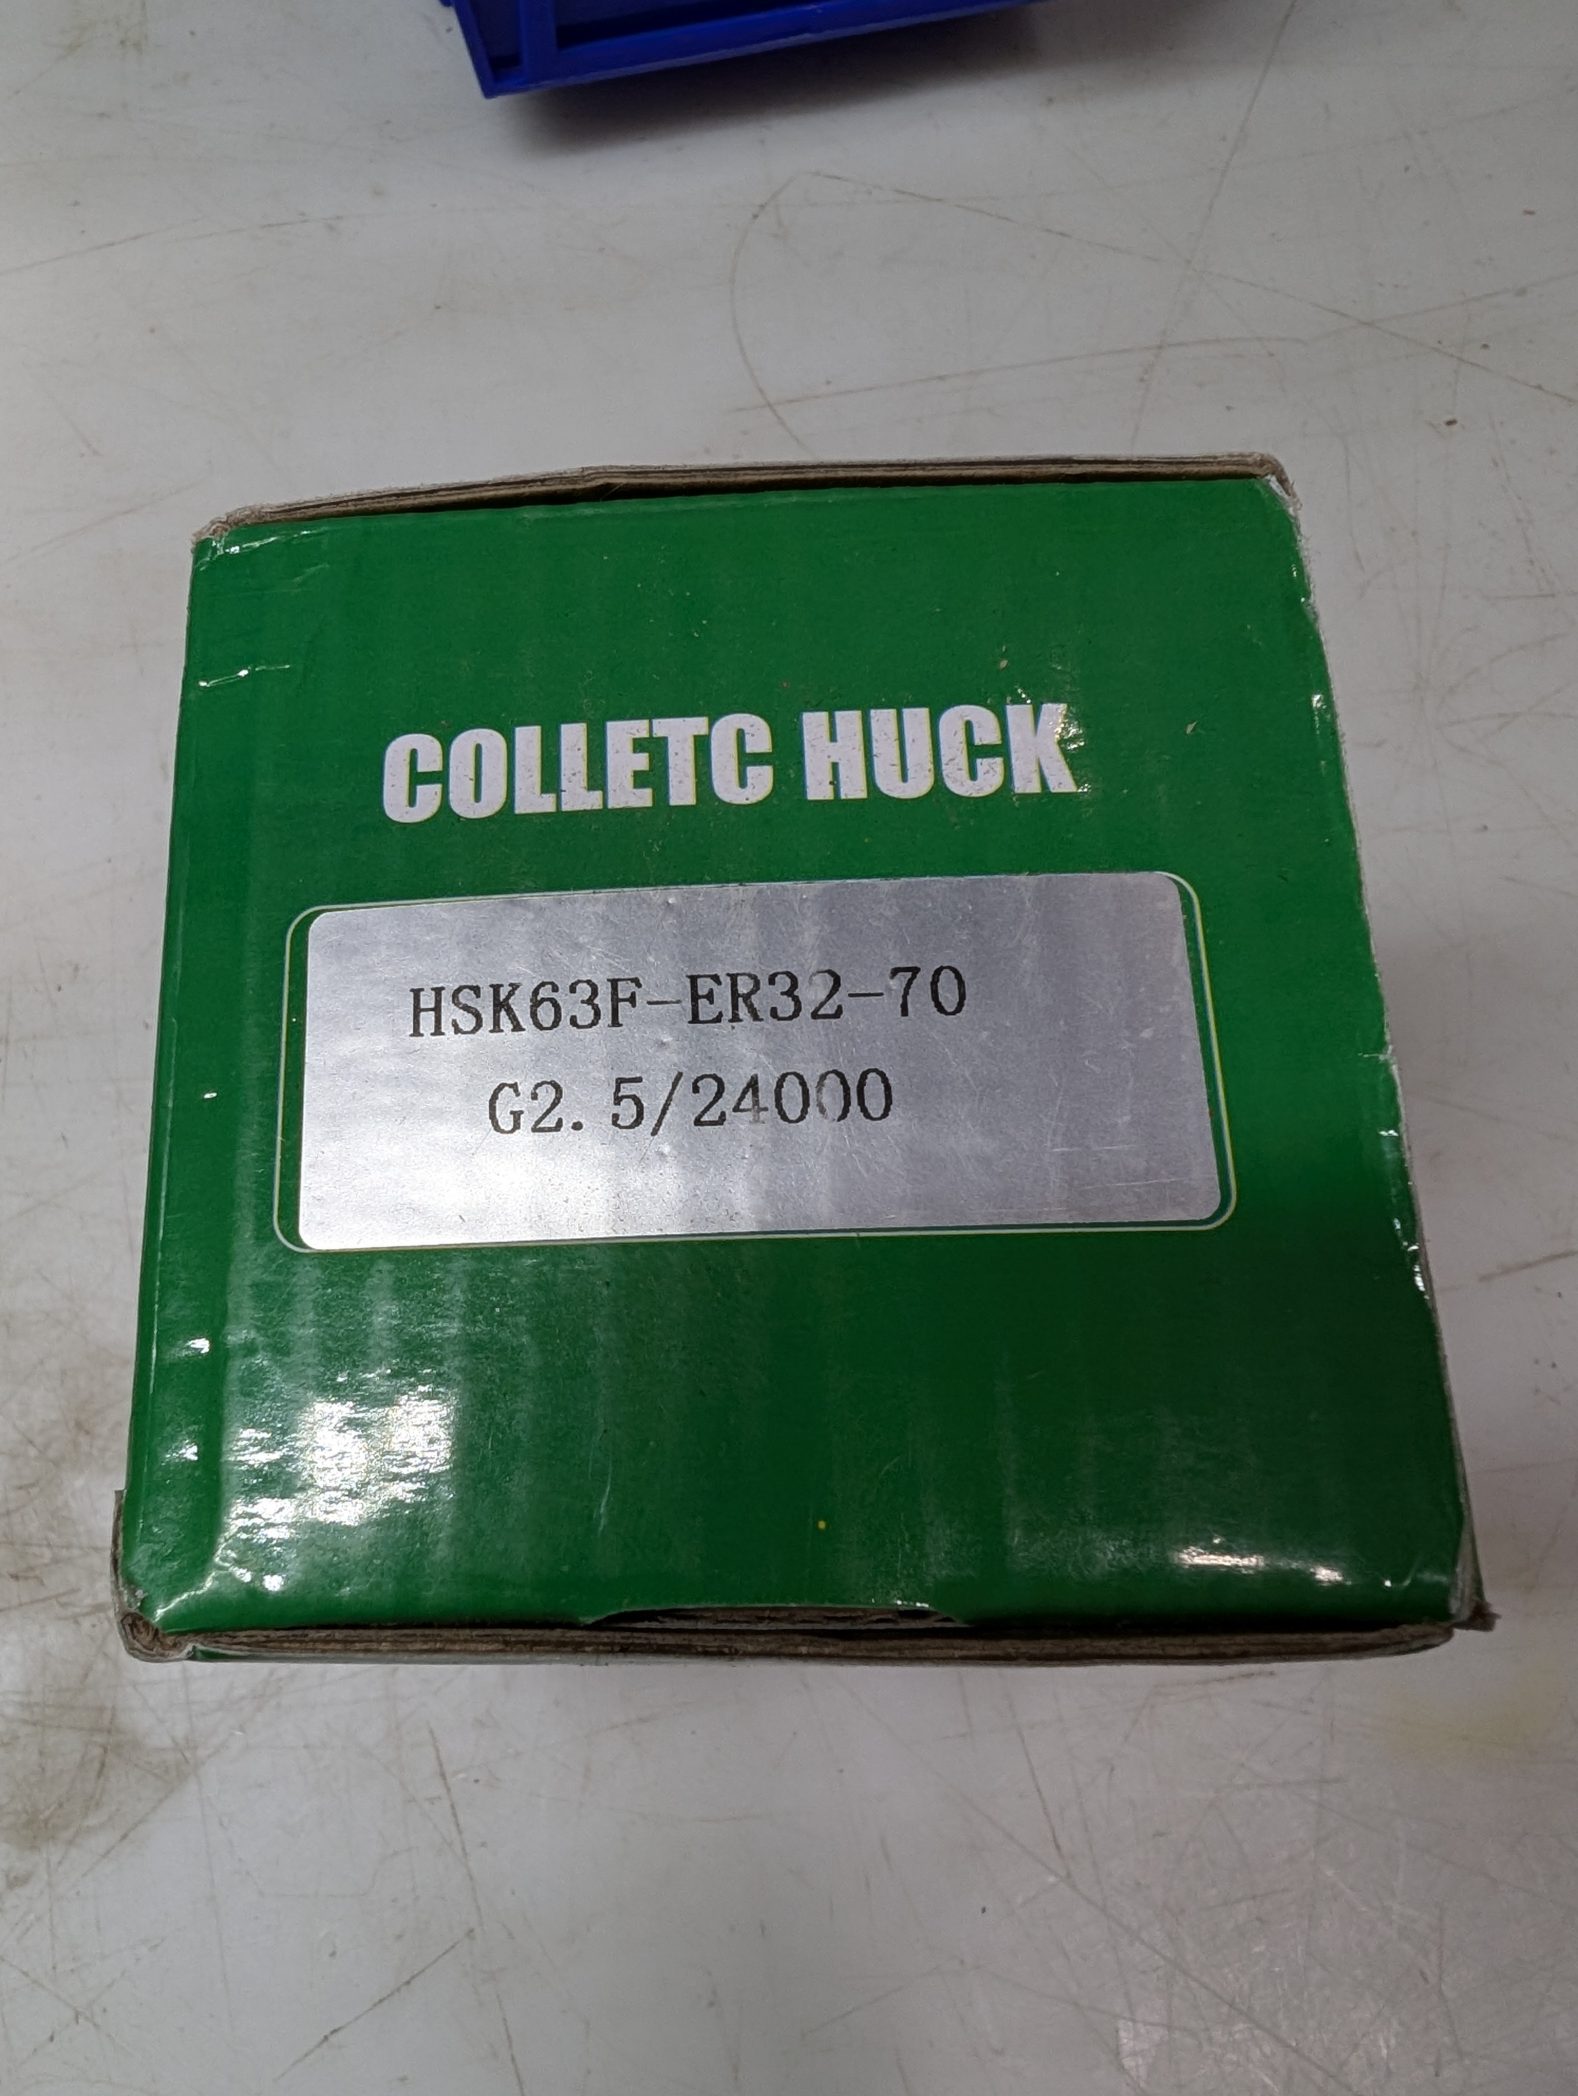 COLLETC HUCK
HSK63F-ER32-70
G2.5/24000